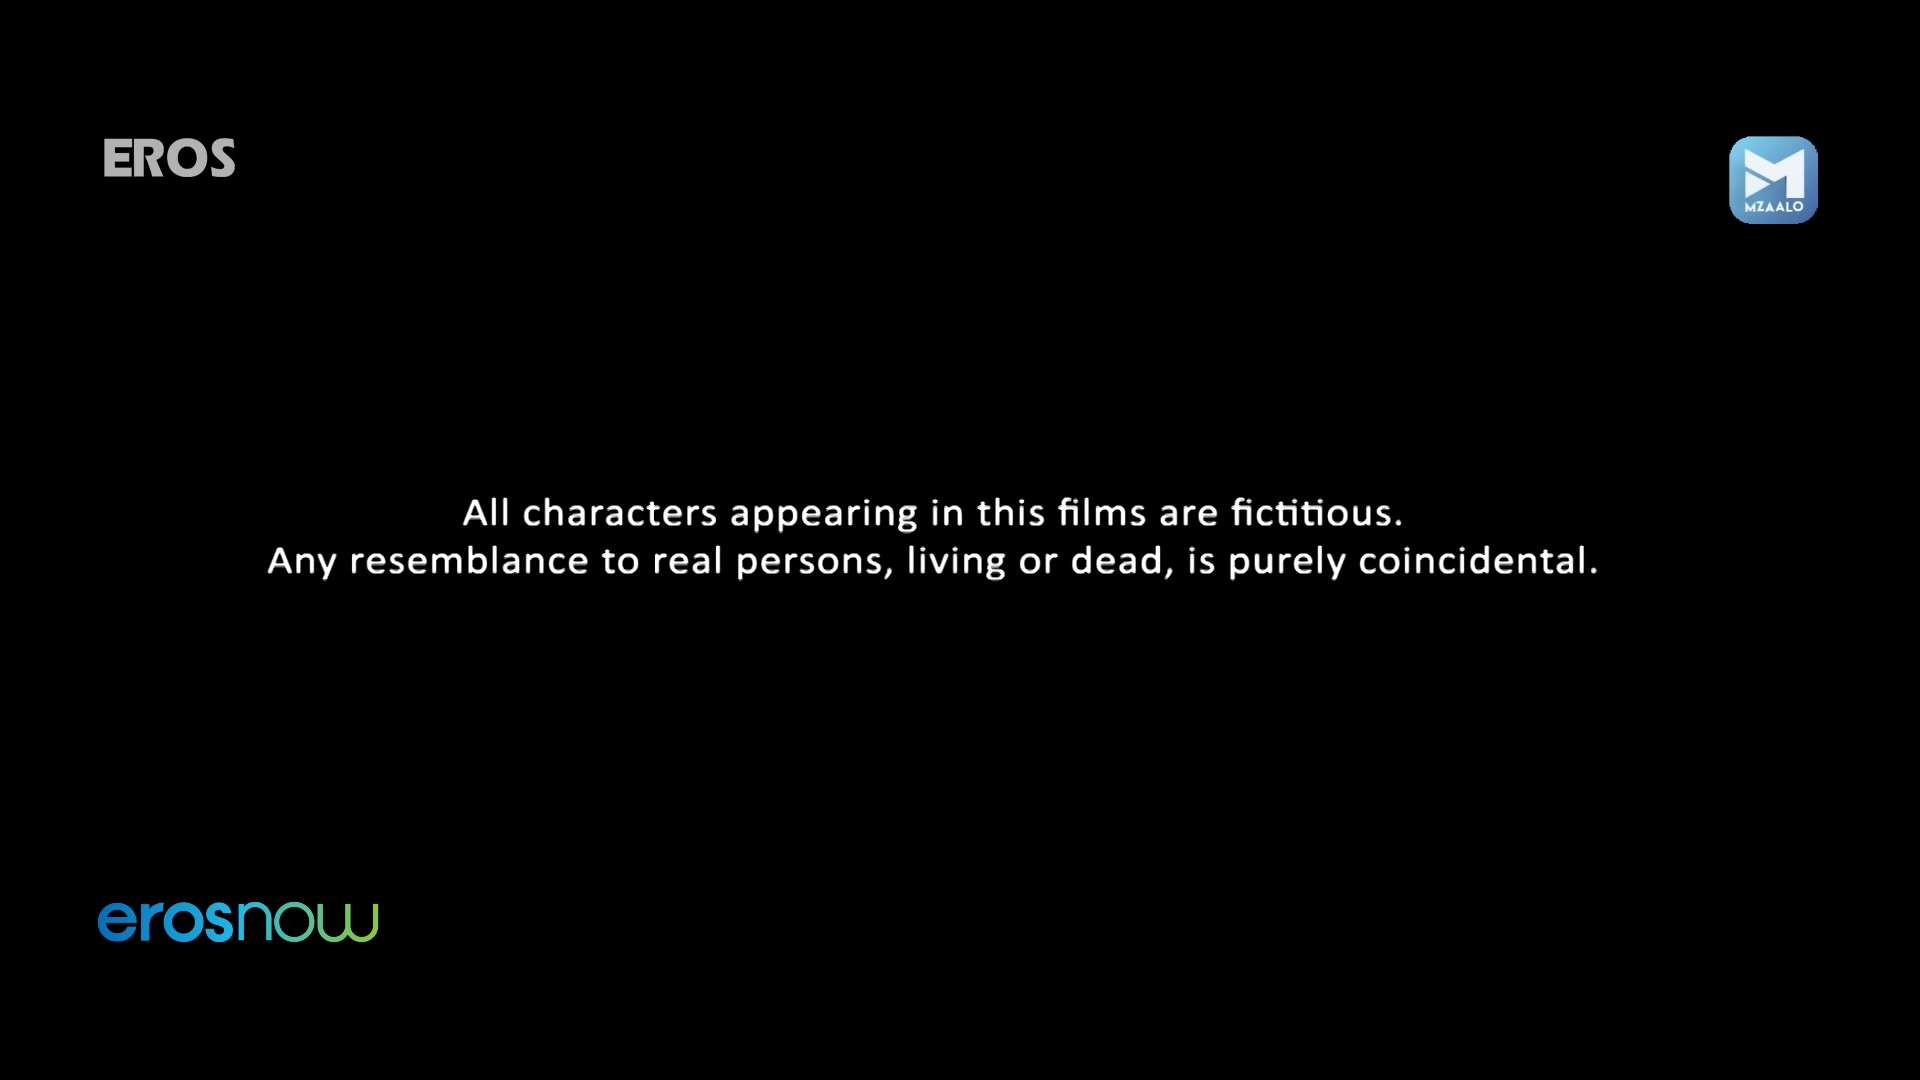 EROS
MZAALO
All characters appearing in this films are fictitious.
Any resemblance to real persons, living or dead, is purely coincidental.
erosnow